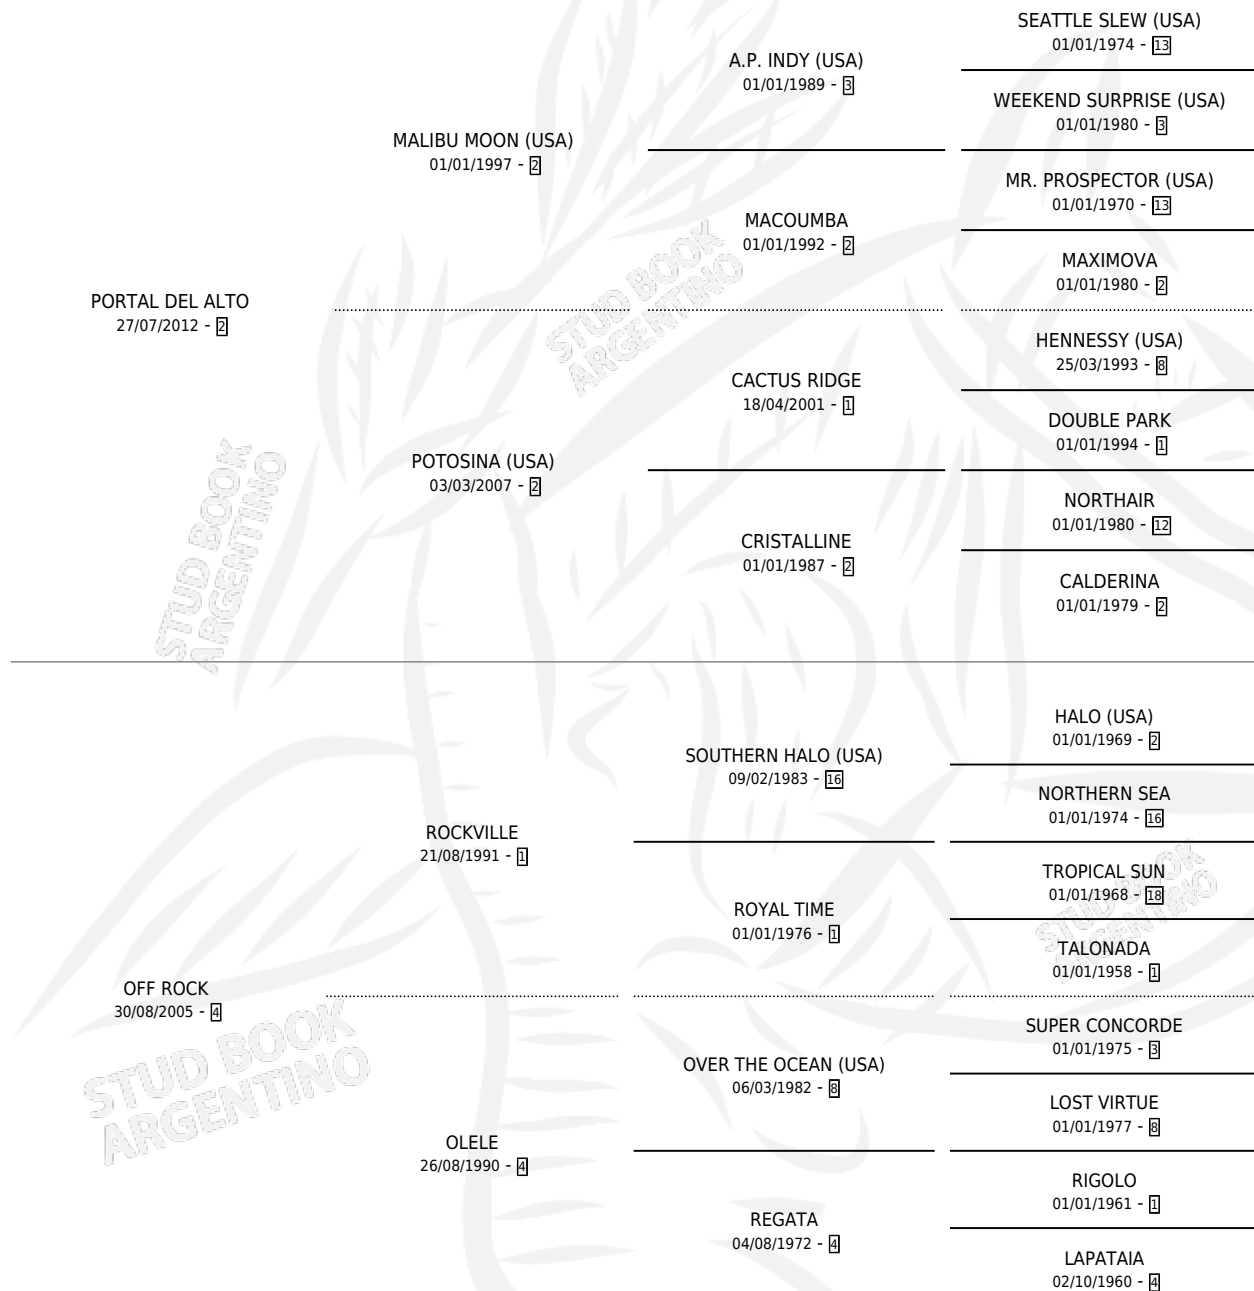 SEATTLE SLEW (USA)
01/01/1974 - 13
A.P. INDY (USA)
01/01/1989 - 3
WEEKEND SURPRISE (USA)
01/01/1980 - 3
MALIBU MOON (USA)
01/01/1997 - 2
MR. PROSPECTOR (USA)
01/01/1970 - 13
MACOUMBA
01/01/1992 - 2
MAXIMOVA
01/01/1980 - 2
PORTAL DEL ALTO
27/07/2012 - 2
STUD BOOK
ARGENTINO
HENNESSY (USA)
25/03/1993 - 8
CACTUS RIDGE
18/04/2001 - 1
DOUBLE PARK
01/01/1994 - 1
POTOSINA (USA)
03/03/2007 - 2
NORTHAIR
01/01/1980 - 12
CRISTALLINE
01/01/1987 - 2
CALDERINA
01/01/1979 - 2
STUD BOOK
ARGENTINO
HALO (USA)
01/01/1969 - 2
SOUTHERN HALO (USA)
09/02/1983 - 16
NORTHERN SEA
01/01/1974 - 16
ROCKVILLE
21/08/1991 - 1
TROPICAL SUN
01/01/1968 - 18
ROYAL TIME
01/01/1976 - 1
STUD BOOK
ARGENTINO
TALONADA
01/01/1958 - 1
OFF ROCK
30/08/2005 - 4
SUPER CONCORDE
01/01/1975 - 3
OVER THE OCEAN (USA)
06/03/1982 - 8
STUD BOOK
ARGENTINO
LOST VIRTUE
01/01/1977 - 8
OLELE
26/08/1990 - 4
RIGOLO
01/01/1961 - 1
REGATA
04/08/1972 - 4
LAPATAIA
02/10/1960 - 4